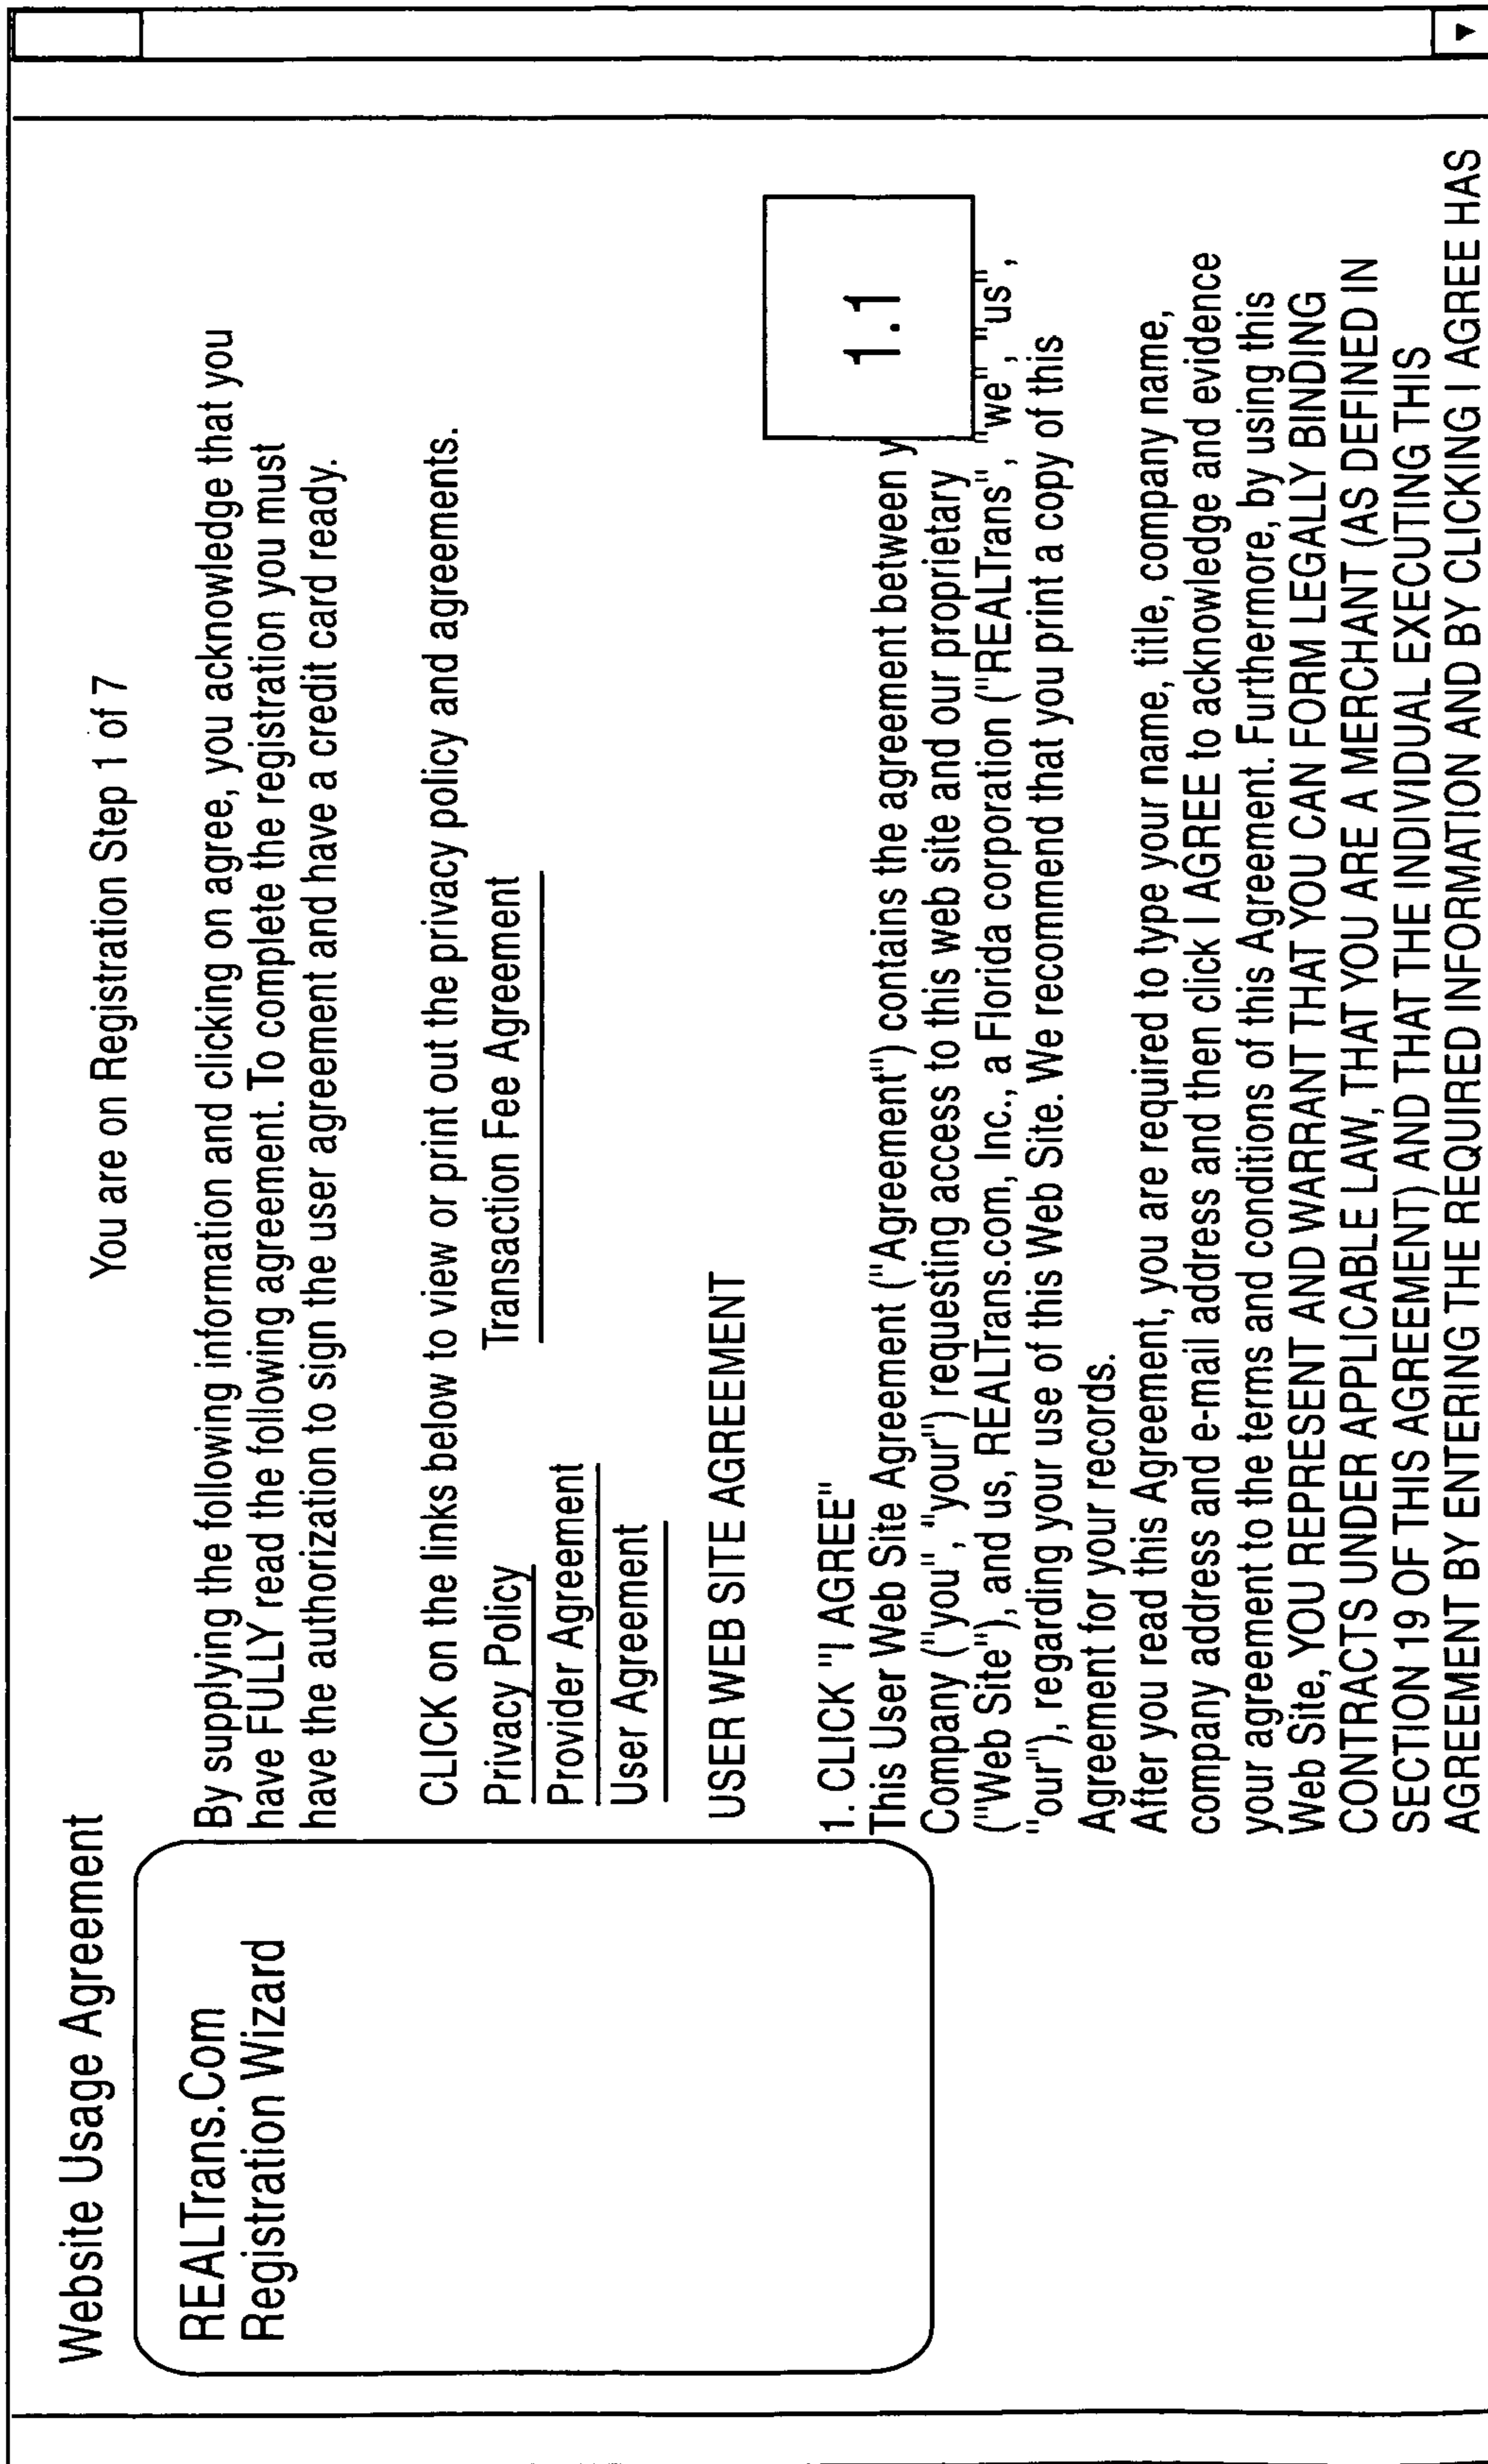 Website Usage Agreement
REALTrans.Com
Registration Wizard
You are on Registration Step 1 of 7
By supplying the following information and clicking on agree, you acknowledge that you
have FULLY read the following agreement. To complete the registration you must
have the authorization to sign the user agreement and have a credit card ready.
CLICK on the links below to view or print out the privacy policy and agreements.
Privacy Policy Transaction Fee Agreement
Provider Agreement
User Agreement
USER WEB SITE AGREEMENT
1. CLICK "I AGREE"
This User Web Site Agreement ("Agreement") contains the agreement between y
1.1
Company ("you", "your") requesting access to this web site and our proprietary
("Web Site"), and us, REALTrans.com, Inc., a Florida corporation ("REALTrans", "we", "us",
"our"), regarding your use of this Web Site. We recommend that you print a copy of this
Agreement for your records.
After you read this Agreement, you are required to type your name, title, company name,
company address and e-mail address and then click I AGREE to acknowledge and evidence
your agreement to the terms and conditions of this Agreement. Furthermore, by using this
Web Site, YOU REPRESENT AND WARRANT THAT YOU CAN FORM LEGALLY BINDING
CONTRACTS UNDER APPLICABLE LAW, THAT YOU ARE A MERCHANT (AS DEFINED IN
SECTION 19 OF THIS AGREEMENT) AND THAT THE INDIVIDUAL EXECUTING THIS
AGREEMENT BY ENTERING THE REQUIRED INFORMATION AND BY CLICKING I AGREE HAS